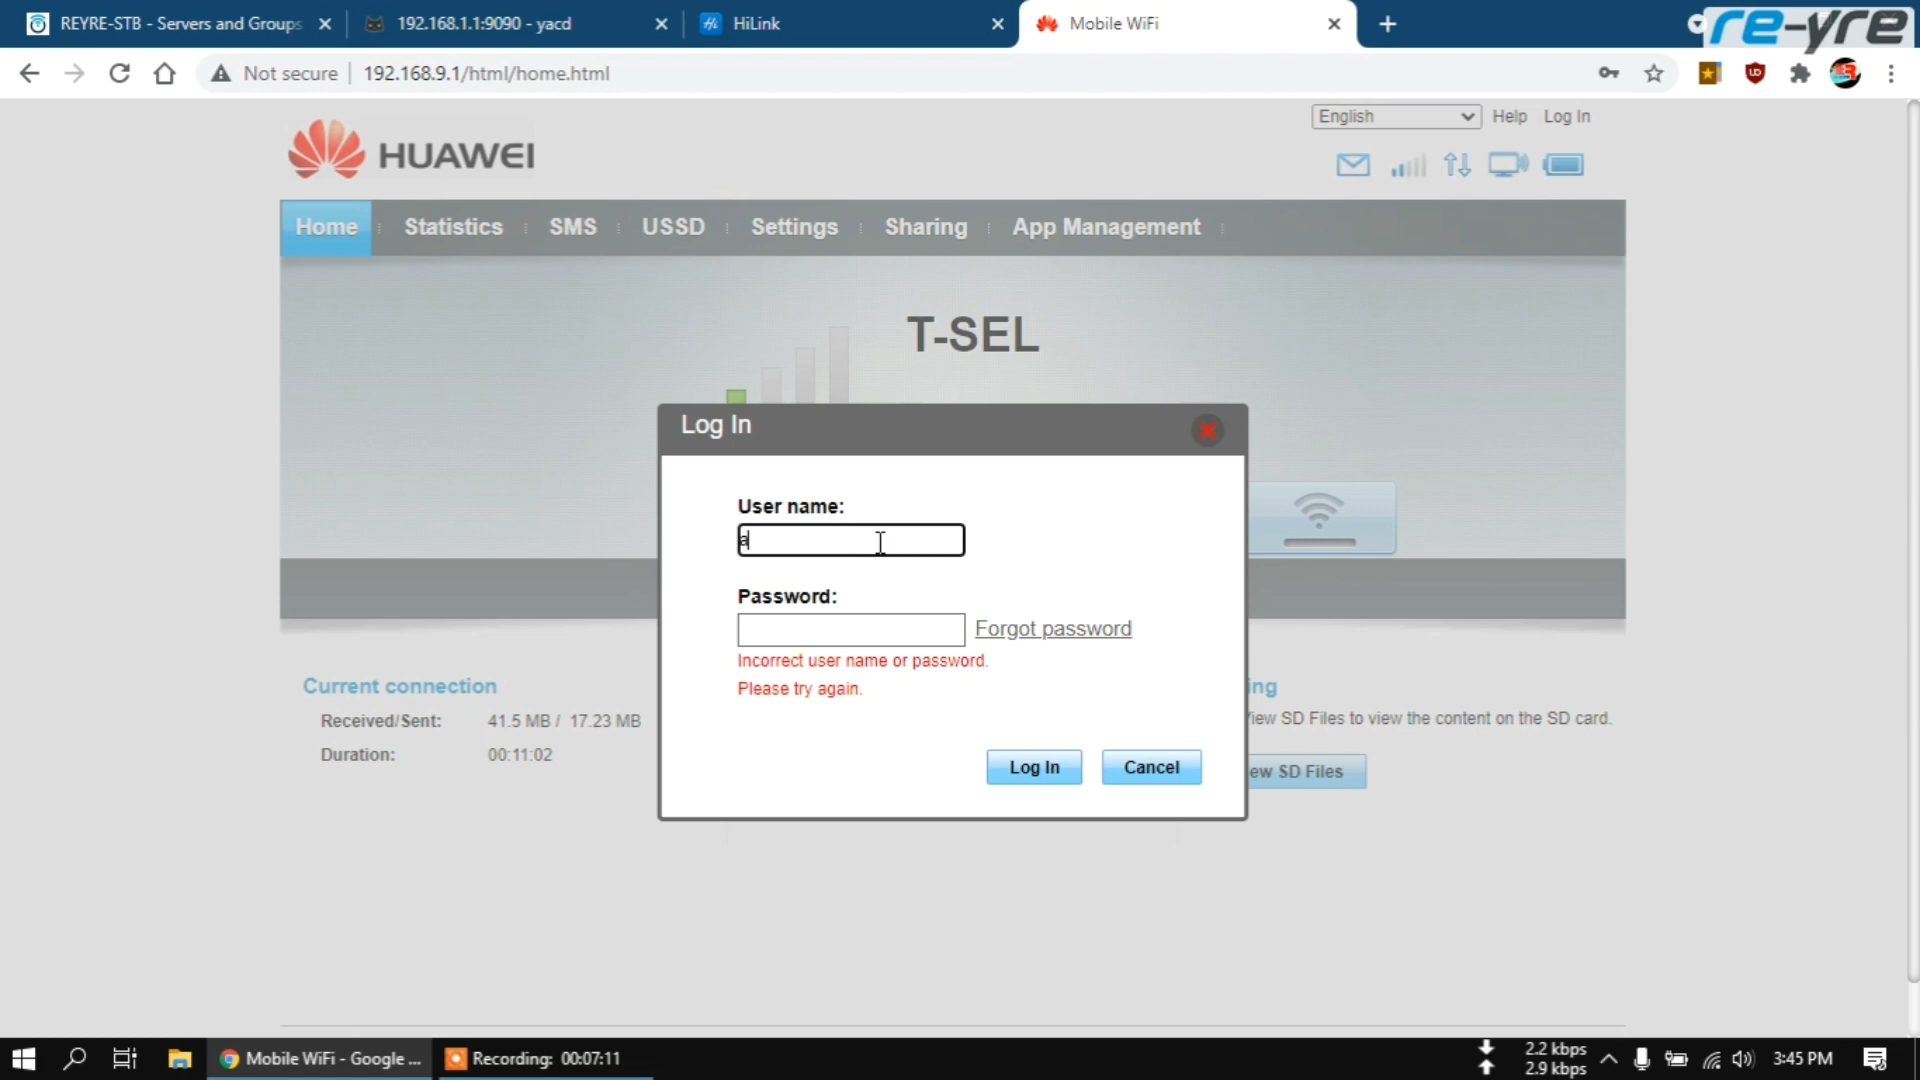 REYRE-STB - Servers and Groups
192.168.1.1:9090 - yacd
HiLink
Mobile WiFi
re-yre
Not secure
192.168.9.1/html/home.html
English
Help
Log In
HUAWEI
Home
Statistics
SMS
USSD
Settings
Sharing
App Management
T-SEL
Log In
User name:
a
Password:
Forgot password
Incorrect user name or password.
Please try again.
Log In
Cancel
Current connection
Received/Sent: 41.5 MB / 17.23 MB
Duration: 00:11:02
ing
View SD Files to view the content on the SD card.
ew SD Files
Mobile WiFi - Google ...
Recording: 00:07:11
2.2 kbps
2.9 kbps
3:45 PM